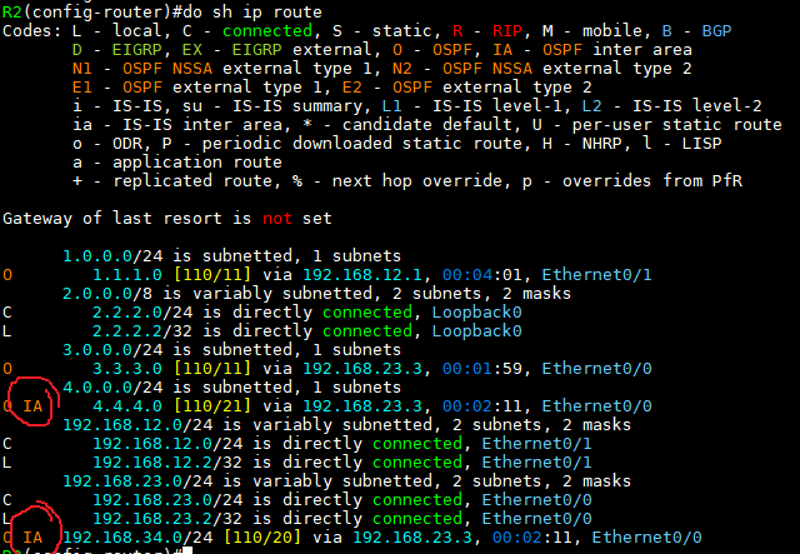 R2(config-router)#do sh ip route
Codes: L - local, C - connected, S - static, R - RIP, M - mobile, B - BGP
       D - EIGRP, EX - EIGRP external, O - OSPF, IA - OSPF inter area
       N1 - OSPF NSSA external type 1, N2 - OSPF NSSA external type 2
       E1 - OSPF external type 1, E2 - OSPF external type 2
       i - IS-IS, su - IS-IS summary, L1 - IS-IS level-1, L2 - IS-IS level-2
       ia - IS-IS inter area, * - candidate default, U - per-user static route
       o - ODR, P - periodic downloaded static route, H - NHRP, l - LISP
       a - application route
       + - replicated route, % - next hop override, p - overrides from PfR
Gateway of last resort is not set
      1.0.0.0/24 is subnetted, 1 subnets
O        1.1.1.0 [110/11] via 192.168.12.1, 00:04:01, Ethernet0/1
      2.0.0.0/8 is variably subnetted, 2 subnets, 2 masks
C        2.2.2.0/24 is directly connected, Loopback0
L        2.2.2.2/32 is directly connected, Loopback0
      3.0.0.0/24 is subnetted, 1 subnets
O        3.3.3.0 [110/11] via 192.168.23.3, 00:01:59, Ethernet0/0
      4.0.0.0/24 is subnetted, 1 subnets
O IA     4.4.4.0 [110/21] via 192.168.23.3, 00:02:11, Ethernet0/0
      192.168.12.0/24 is variably subnetted, 2 subnets, 2 masks
C        192.168.12.0/24 is directly connected, Ethernet0/1
L        192.168.12.2/32 is directly connected, Ethernet0/1
      192.168.23.0/24 is variably subnetted, 2 subnets, 2 masks
C        192.168.23.0/24 is directly connected, Ethernet0/0
L        192.168.23.2/32 is directly connected, Ethernet0/0
O IA  192.168.34.0/24 [110/20] via 192.168.23.3, 00:02:11, Ethernet0/0
R2(config-router)#